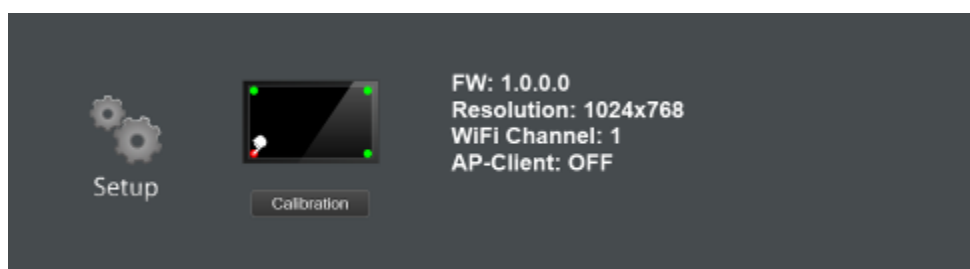 Setup
Calibration
FW: 1.0.0.0
Resolution: 1024x768
WiFi Channel: 1
AP-Client: OFF